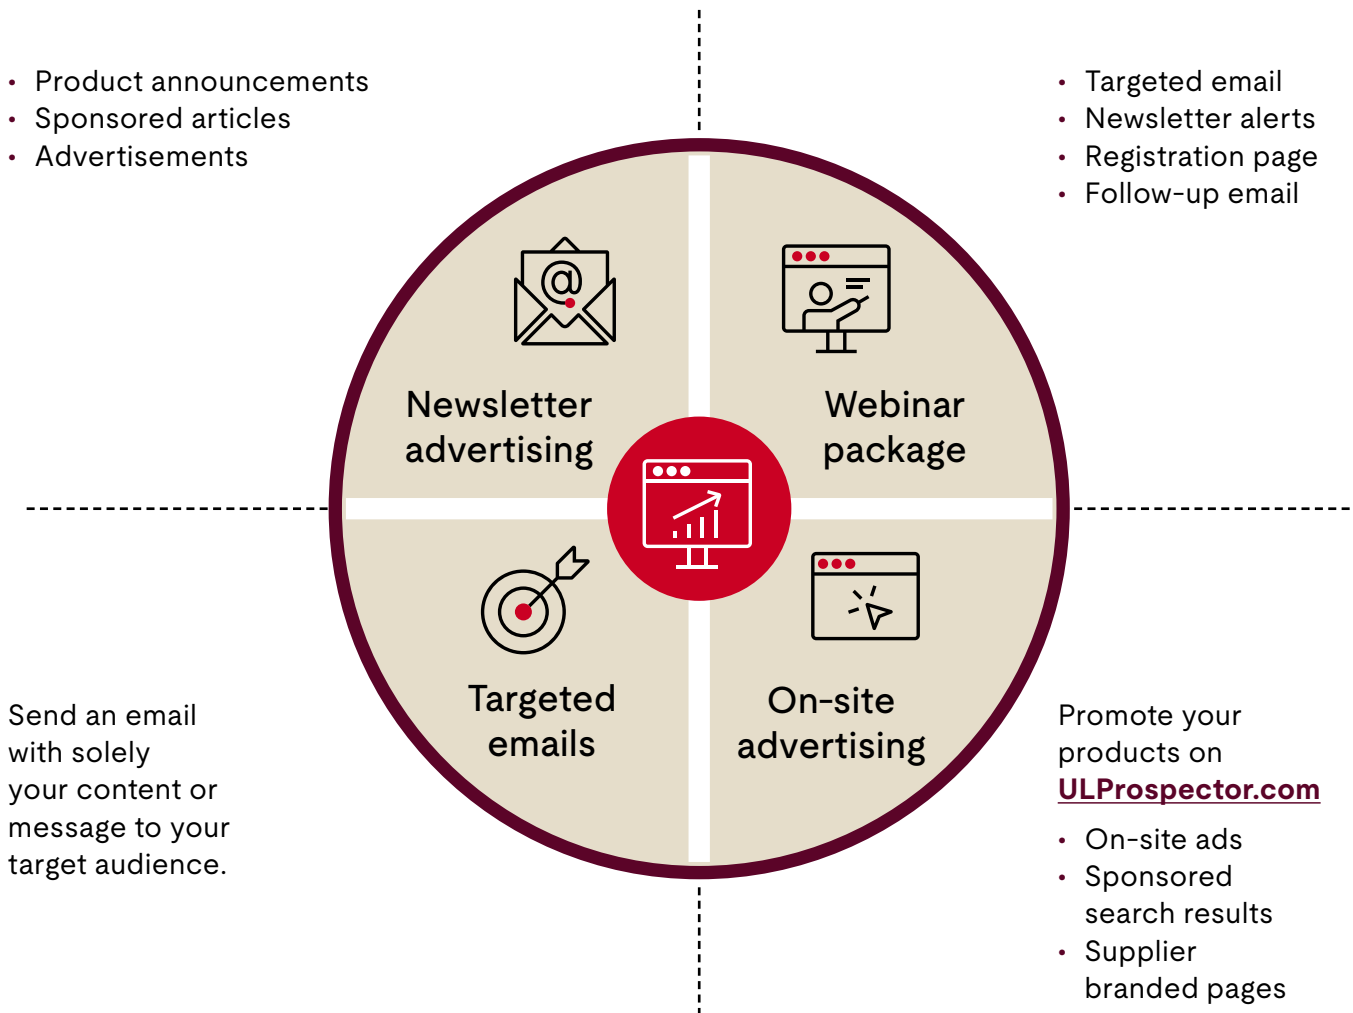 • Product announcements
• Sponsored articles
• Advertisements
• Targeted email
• Newsletter alerts
• Registration page
• Follow-up email
Newsletter
advertising
Webinar
package
Targeted
emails
On-site
advertising
Send an email
with solely
your content or
message to your
target audience.
Promote your
products on
ULProspector.com
• On-site ads
• Sponsored
search results
• Supplier
branded pages